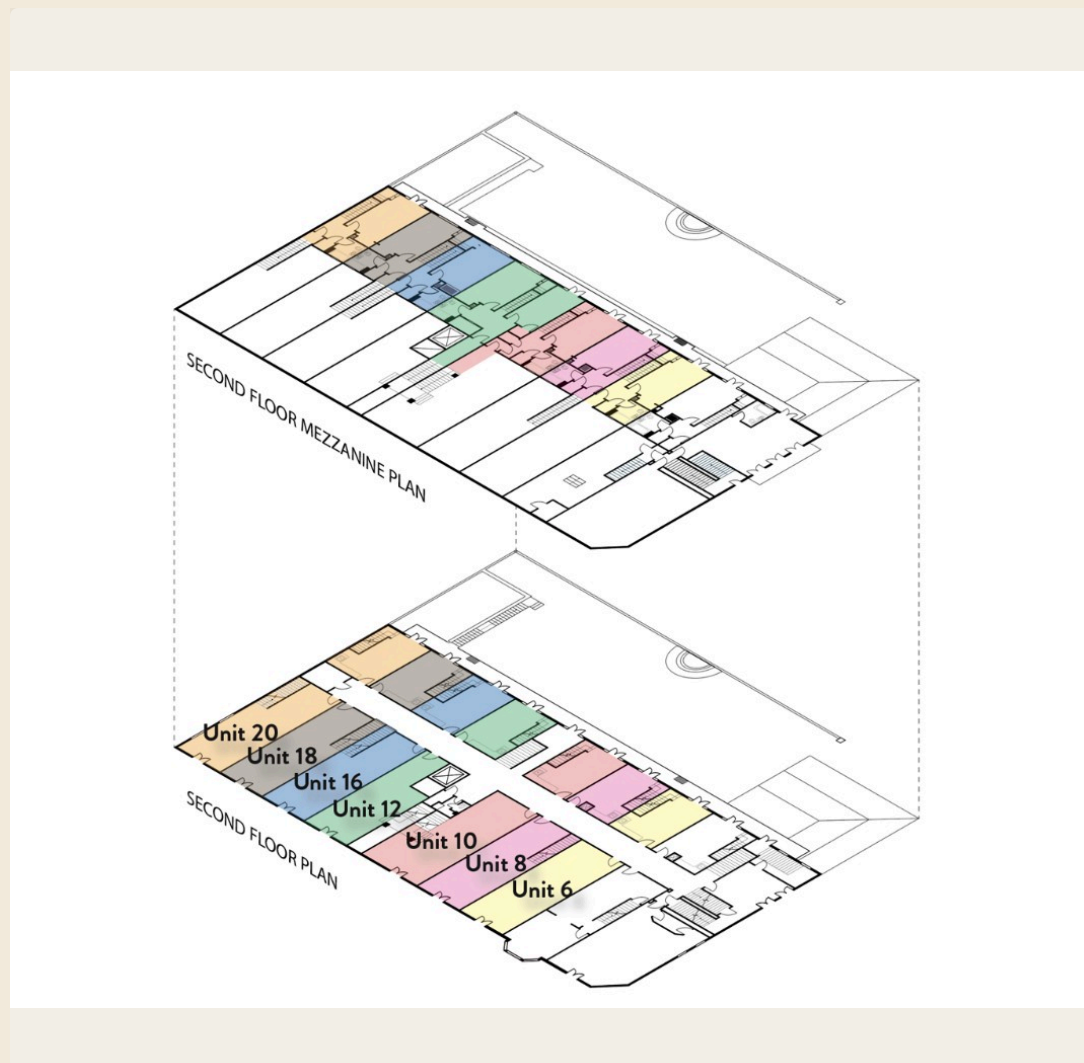 SECOND FLOOR MEZZANINE PLAN
Unit 20
Unit 18
Unit 16
Unit 12
Unit 10
Unit 8
Unit 6
SECOND FLOOR PLAN